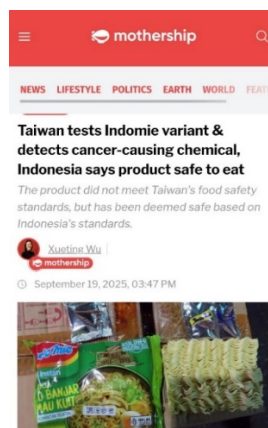 mothership
NEWS LIFESTYLE POLITICS EARTH WORLD FEAT
Taiwan tests Indomie variant &
detects cancer-causing chemical,
Indonesia says product safe to eat
The product did not meet Taiwan's food safety
standards, but has been deemed safe based on
Indonesia's standards.
Xueting Wu
mothership
September 19, 2025, 03:47 PM
BANJAR